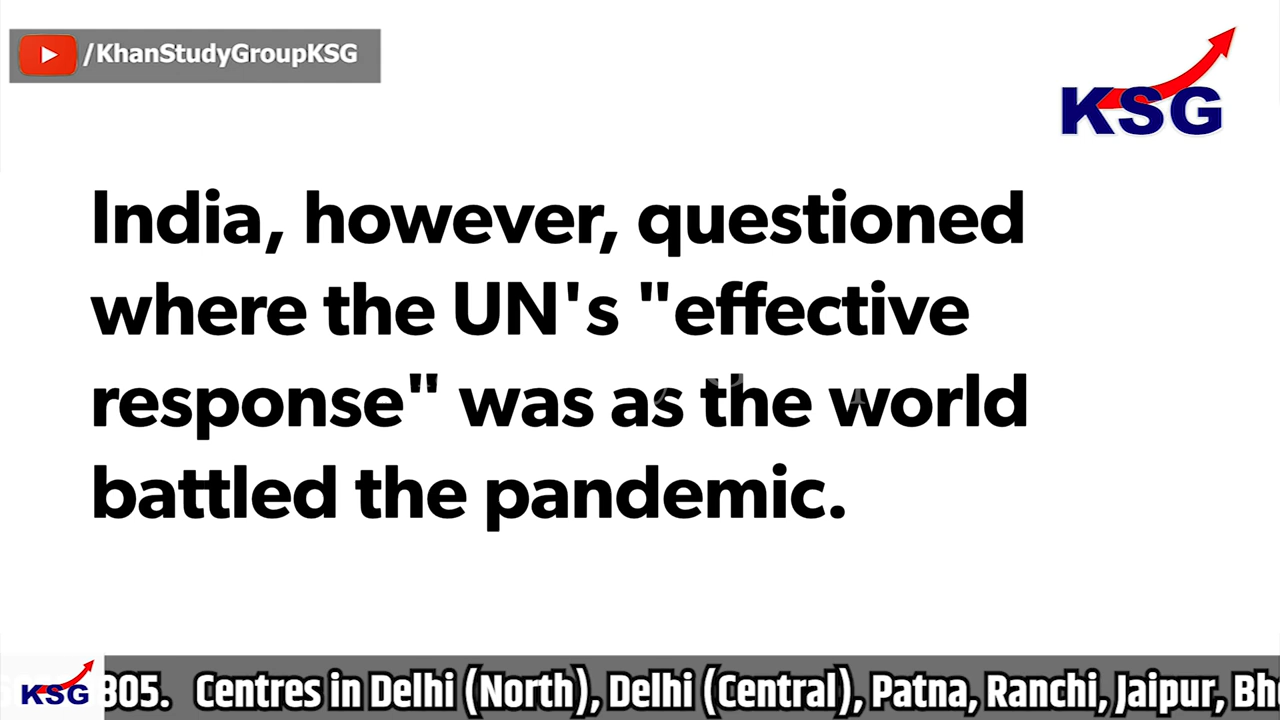 /KhanStudyGroupKSG
KSG
India, however, questioned
where the UN's "effective
response" was as the world
battled the pandemic.
KSG
805. Centres in Delhi (North), Delhi (Central), Patna, Ranchi, Jaipur,